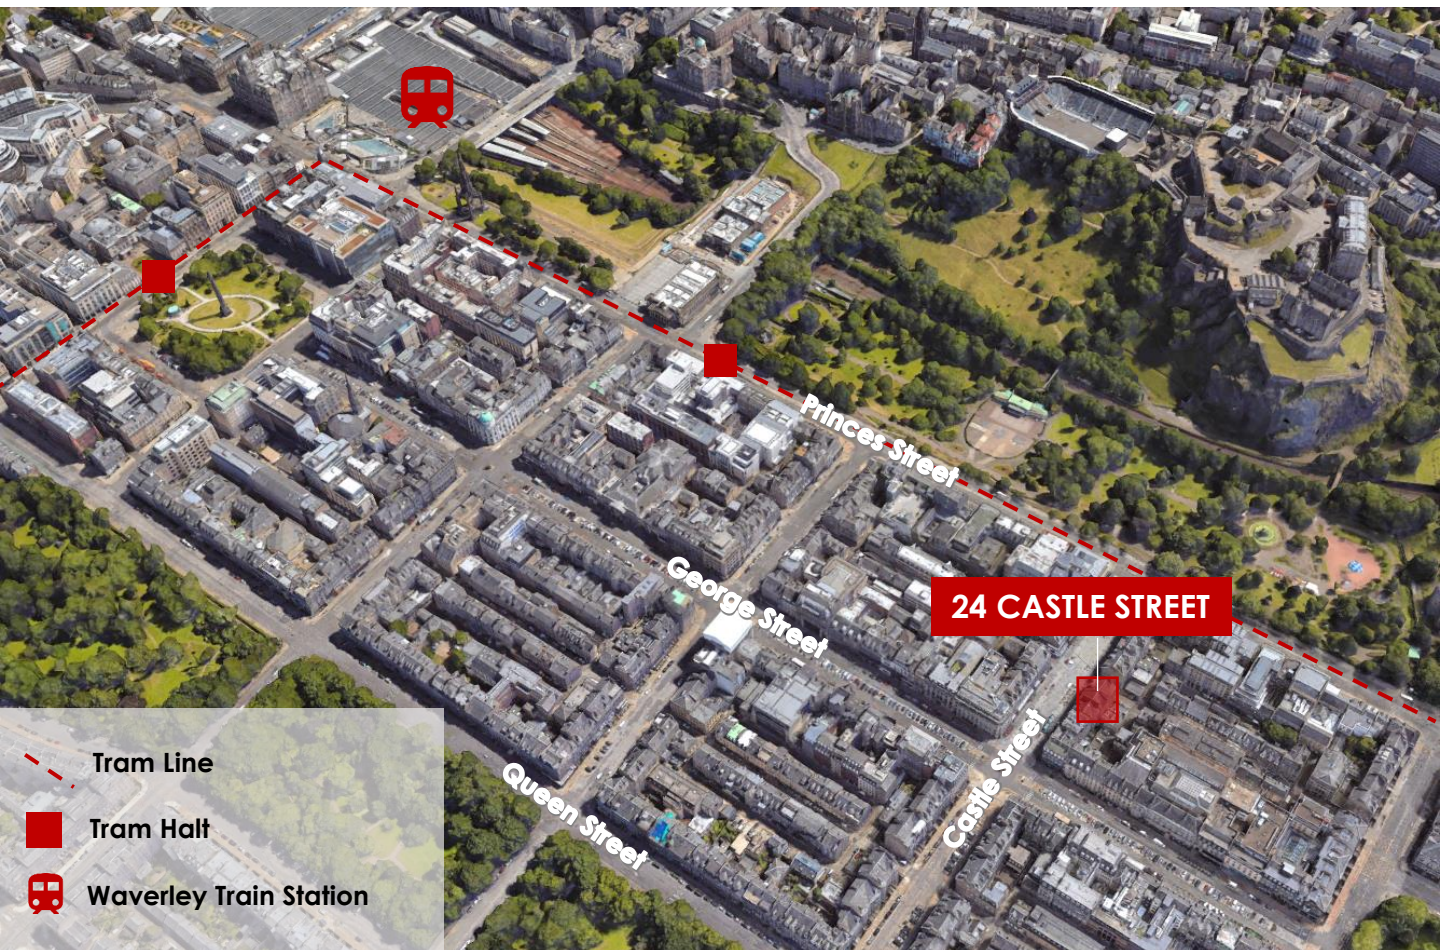 Princes Street
George Street
24 CASTLE STREET
Castle Street
Queen Street
Tram Line
Tram Halt
Waverley Train Station